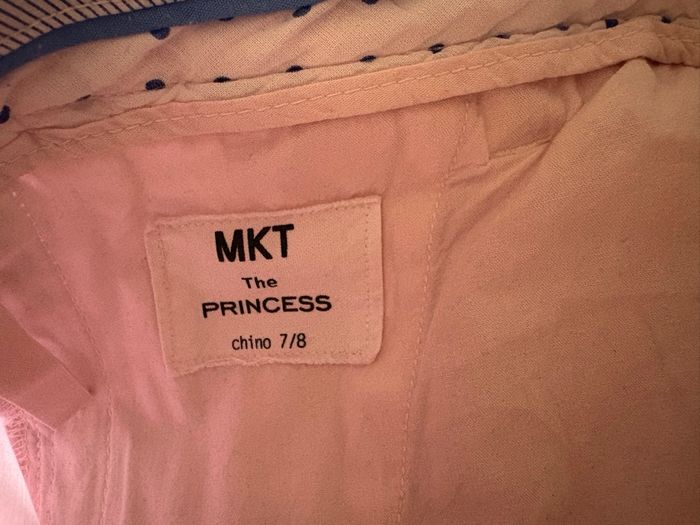 MKT
The
PRINCESS
chino 7/8